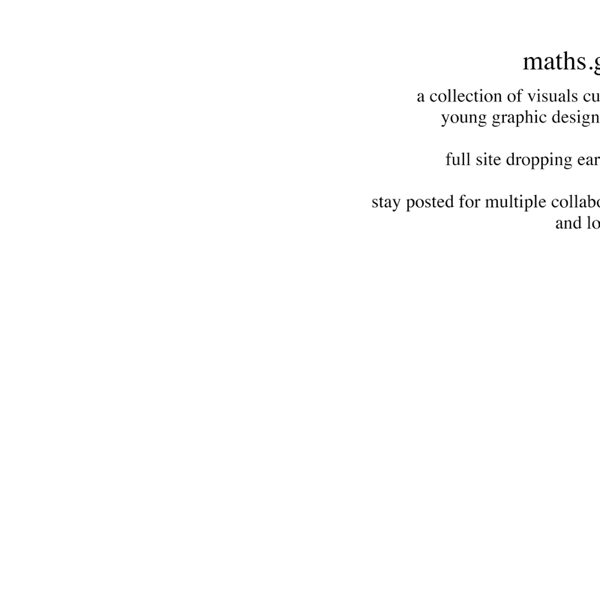 maths.g
a collection of visuals cu
young graphic design
full site dropping ear
stay posted for multiple collabo
and lo